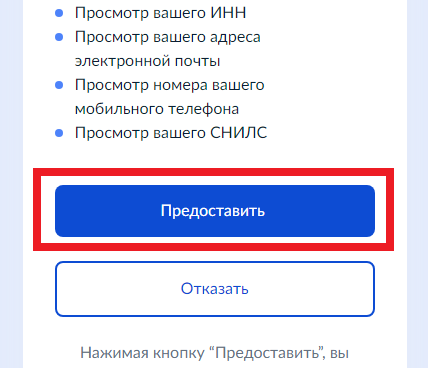 Просмотр вашего ИНН
Просмотр вашего адреса
электронной почты
Просмотр номера вашего
мобильного телефона
Просмотр вашего СНИЛС
Предоставить
Отказать
Нажимая кнопку “Предоставить”, вы